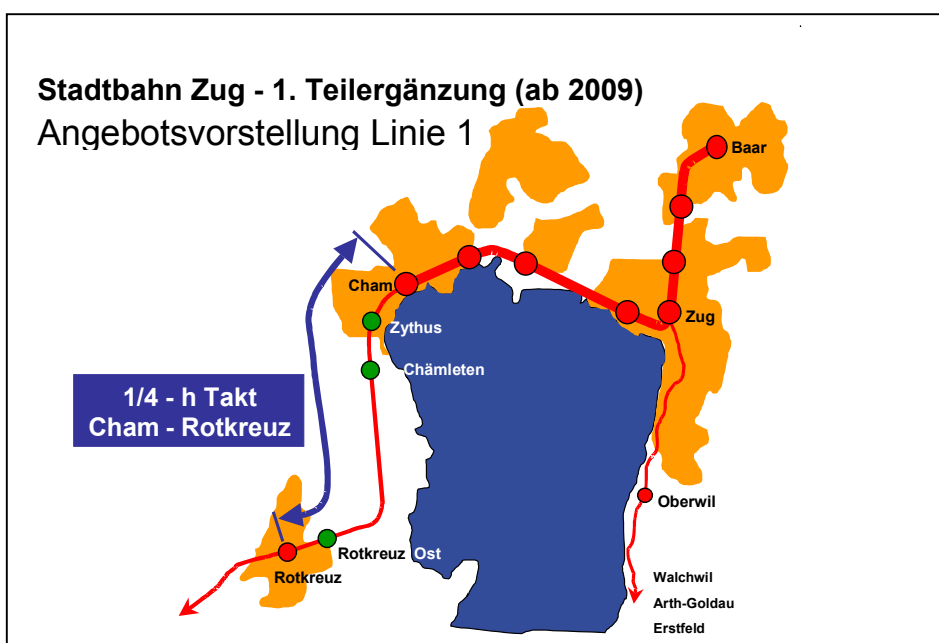 Stadtbahn Zug - 1. Teilergänzung (ab 2009)
Angebotsvorstellung Linie 1
Baar
Cham
Zug
Zythus
Chämleten
1/4 - h Takt
Cham - Rotkreuz
Oberwil
Rotkreuz Ost
Rotkreuz
Walchwil
Arth-Goldau
Erstfeld